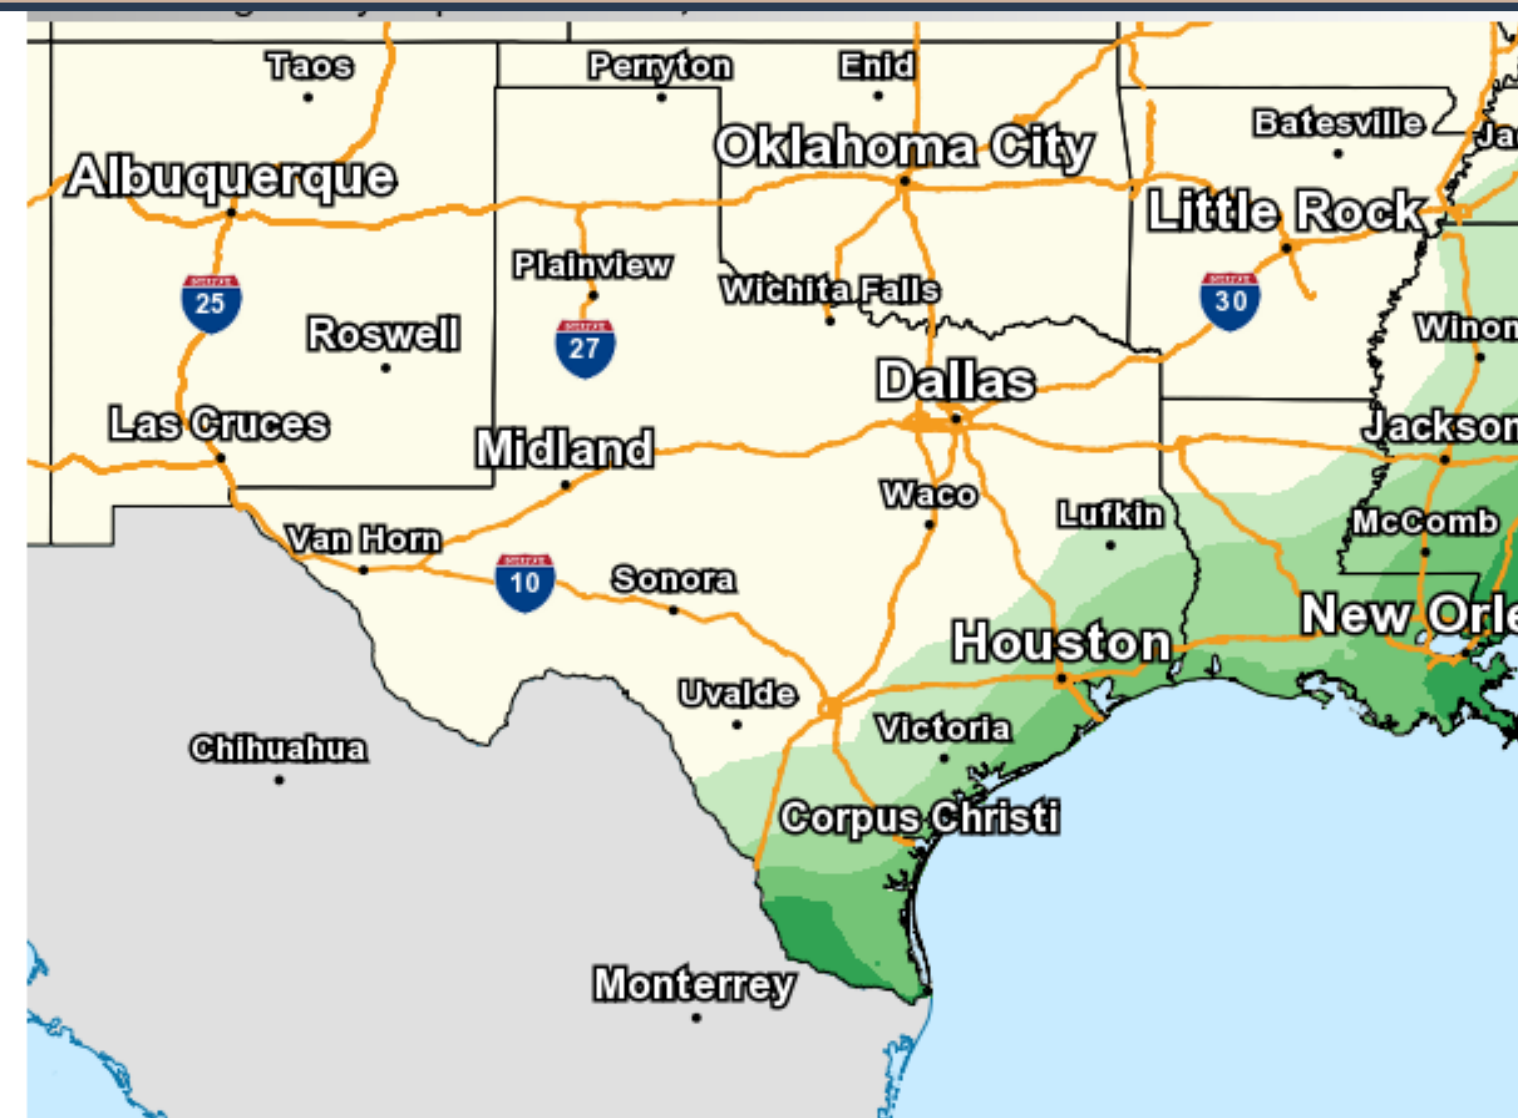 Taos
Perryton
Enid
Batesville
Oklahoma City
Albuquerque
Little Rock
Plainview
Wichita Falls
25
30
Roswell
27
Winon
Dallas
Las Cruces
Jackson
Midland
Waco
Lufkin
McComb
Van Horn
10
Sonora
New Orle
Houston
Uvalde
Victoria
Chihuahua
Corpus Christi
Monterrey